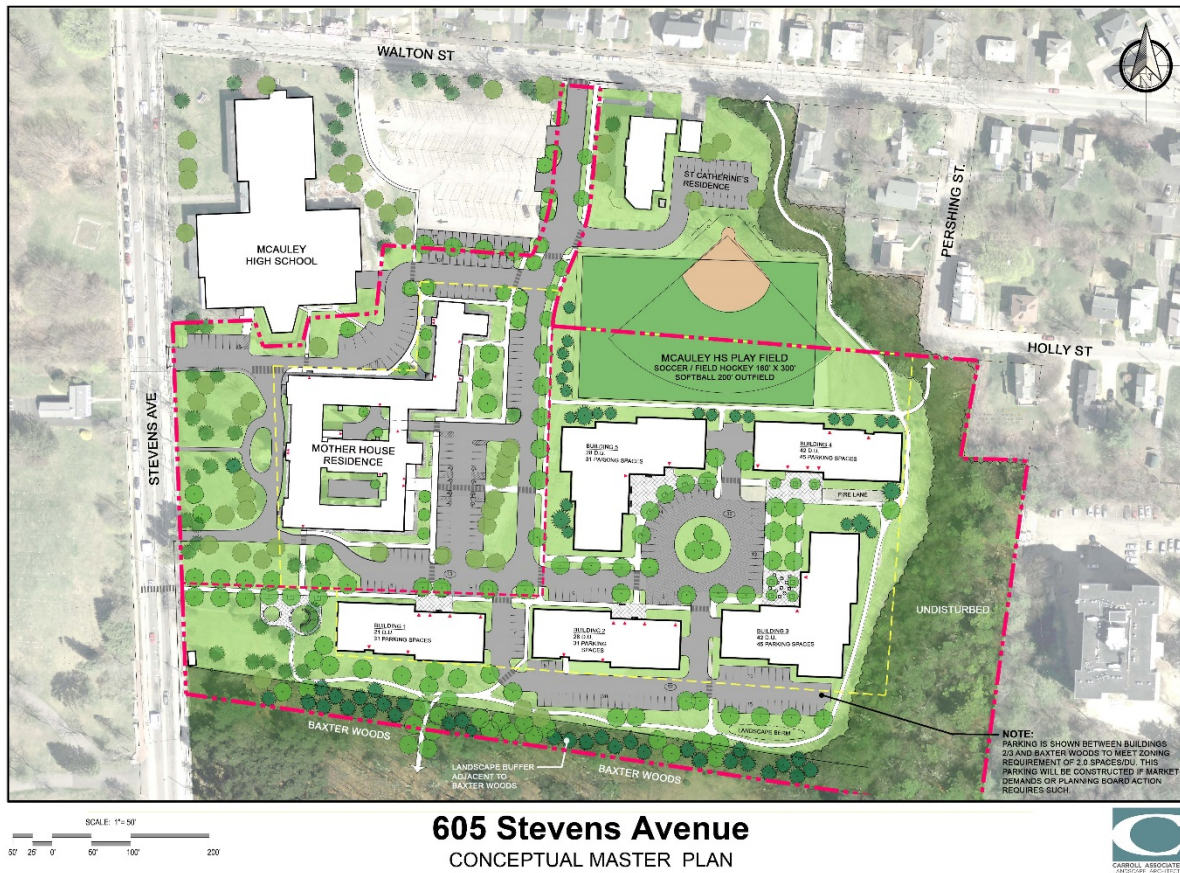 WALTON ST
ST CATHERINE'S
RESIDENCE
PERSHING ST.
MCAULEY
HIGH SCHOOL
STEVENS AVE
HOLLY ST
MCAULEY HS PLAY FIELD
SOCCER / FIELD HOCKEY 160' X 300'
SOFTBALL 200' OUTFIELD
MOTHER HOUSE
RESIDENCE
BUILDING 5
28 D.U.
31 PARKING SPACES
BUILDING 4
42 D.U.
45 PARKING SPACES
FIRE LANE
UNDISTURBED
BUILDING 1
31 PARKING SPACES
BUILDING 2
28 D.U.
31 PARKING
SPACES
BUILDING 3
42 D.U.
45 PARKING SPACES
LANDSCAPE BERM
BAXTER WOODS
LANDSCAPE BUFFER
ADJACENT TO
BAXTER WOODS
BAXTER WOODS
NOTE:
PARKING IS SHOWN BETWEEN BUILDINGS
2/3 AND BAXTER WOODS TO MEET ZONING
REQUIREMENT OF 2.0 SPACES/DU. THIS
PARKING WILL BE CONSTRUCTED IF MARKET
DEMANDS OR PLANNING BOARD ACTION
REQUIRES SUCH.
SCALE: 1"= 50'
50' 25' 0' 50' 100' 200'
605 Stevens Avenue
CONCEPTUAL MASTER PLAN
CARROLL ASSOCIATE
LANDSCAPE ARCHITECT